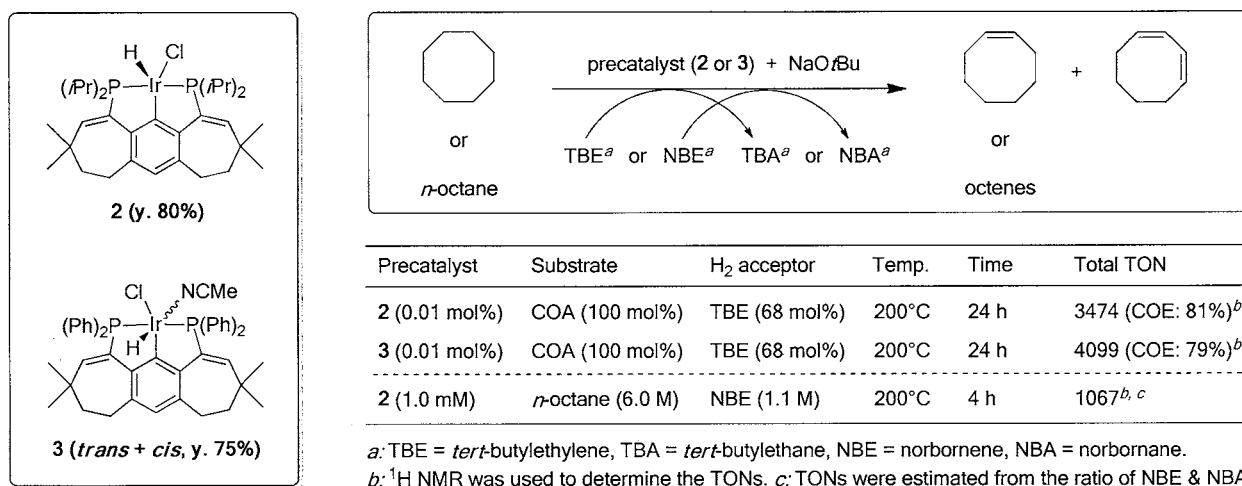 H
Cl
(iPr)₂P
Ir
P(iPr)₂
2 (y. 80%)
Cl
NCMe
(Ph)₂P
Ir
P(Ph)₂
H
3 (trans + cis, y. 75%)
precatalyst (2 or 3) + NaOtBu
+
or
TBEᵃ or NBEᵃ TBAᵃ or NBAᵃ
or
n-octane
octenes
Precatalyst Substrate H₂ acceptor Temp. Time Total TON
2 (0.01 mol%) COA (100 mol%) TBE (68 mol%) 200°C 24 h 3474 (COE: 81%)ᵇ
3 (0.01 mol%) COA (100 mol%) TBE (68 mol%) 200°C 24 h 4099 (COE: 79%)ᵇ
2 (1.0 mM) n-octane (6.0 M) NBE (1.1 M) 200°C 4 h 1067ᵇ, ᶜ
a: TBE = tert-butylethylene, TBA = tert-butylethane, NBE = norbornene, NBA = norbornane.
b: ¹H NMR was used to determine the TONs. c: TONs were estimated from the ratio of NBE & NBA